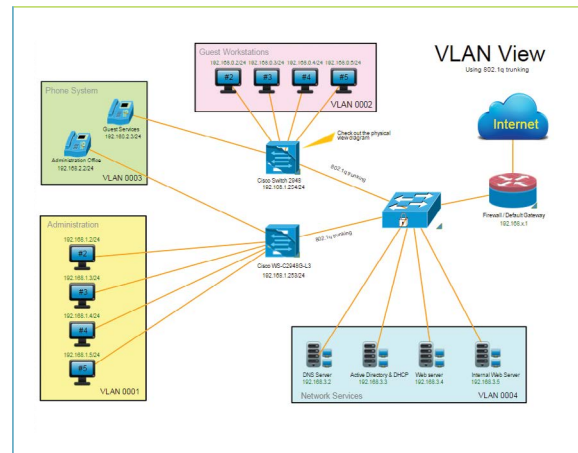 VLAN View
Using 802.1q trunking
Guest Workstations
192.168.0.2/24
192.168.0.3/24
192.168.0.4/24
192.168.0.5/24
#2
#3
#4
#5
VLAN 0002
Phone System
Guest Services
192.168.2.3/24
Administration Office
192.168.2.2/24
VLAN 0003
Check out the physical
view diagram
Cisco Switch 2948
192.168.1.254/24
802.1q trunking
Internet
Firewall / Default Gateway
192.168.x.1
Administration
192.168.1.2/24
#2
192.168.1.3/24
#3
192.168.1.4/24
#4
192.168.1.5/24
#5
VLAN 0001
802.1q trunking
Cisco WS-C2948G-L3
192.168.1.253/24
DNS Server
192.168.3.2
Active Directory & DHCP
192.168.3.3
Web server
192.168.3.4
Internal Web Server
192.168.3.5
Network Services
VLAN 0004